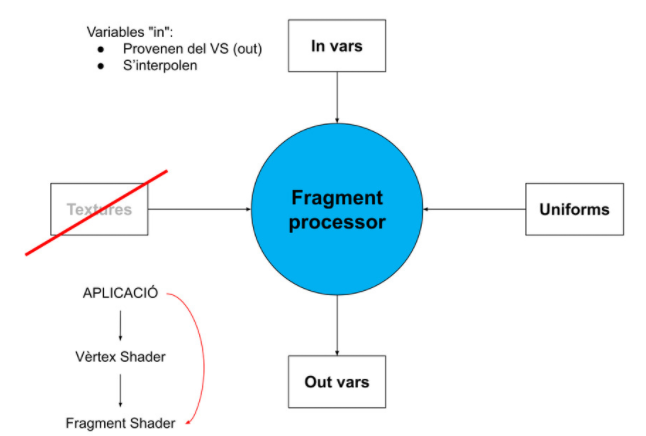 Variables "in":
● Provenen del VS (out)
● S'interpolen
In vars
Textures
Fragment
processor
Uniforms
APLICACIÓ
Vèrtex Shader
Fragment Shader
Out vars